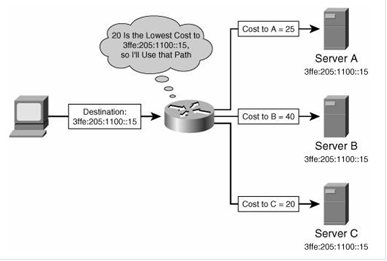 20 Is the Lowest Cost to
3ffe:205:1100::15,
so I'll Use that Path
Cost to A = 25
Server A
3ffe:205:1100::15
Destination:
3ffe:205:1100::15
Cost to B = 40
Server B
3ffe:205:1100::15
Cost to C = 20
Server C
3ffe:205:1100::15